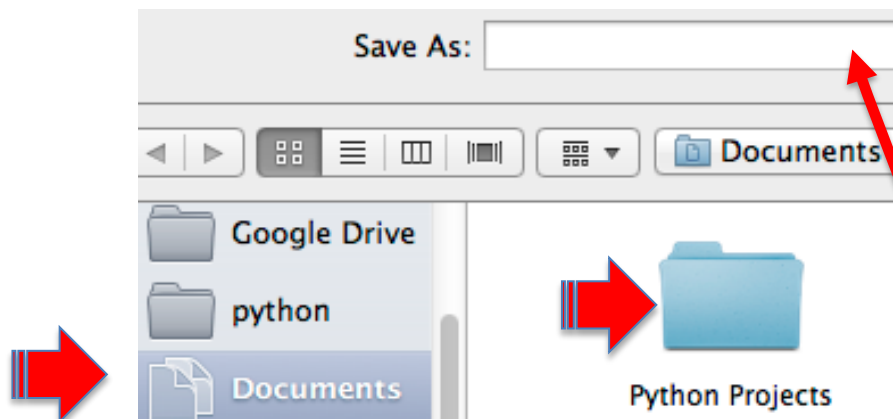 Save As:
Documents
Google Drive
python
Documents
Python Projects